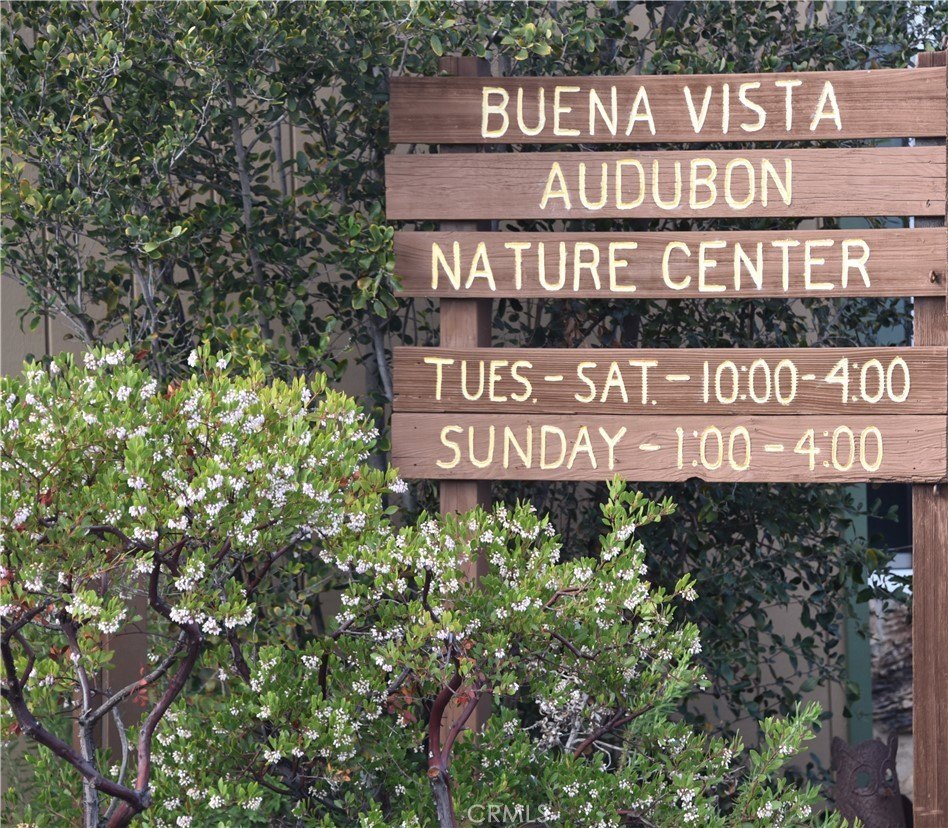 BUENA VISTA
AUDUBON
NATURE CENTER
TUES. - SAT. - 10:00 - 4:00
SUNDAY - 1:00 - 4:00
CRMLS